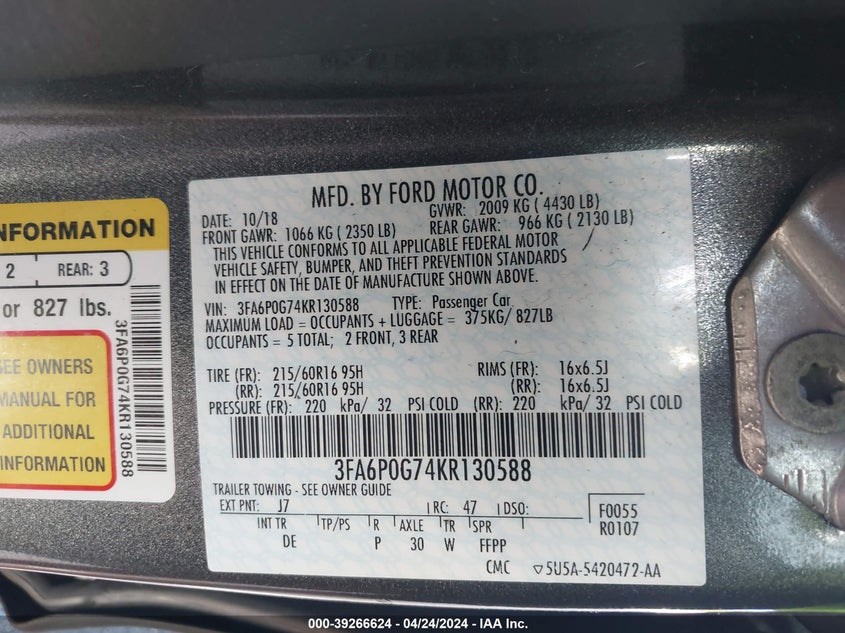 NFORMATION
2 REAR: 3
or 827 lbs.
SEE OWNERS
MANUAL FOR
ADDITIONAL
INFORMATION
3FA6P0G74KR130588
MFD. BY FORD MOTOR CO.
DATE: 10/18 GVWR: 2009 KG ( 4430 LB)
FRONT GAWR: 1066 KG ( 2350 LB) REAR GAWR: 966 KG ( 2130 LB)
THIS VEHICLE CONFORMS TO ALL APPLICABLE FEDERAL MOTOR
VEHICLE SAFETY, BUMPER, AND THEFT PREVENTION STANDARDS
IN EFFECT ON THE DATE OF MANUFACTURE SHOWN ABOVE.
VIN: 3FA6P0G74KR130588 TYPE: Passenger Car
MAXIMUM LOAD = OCCUPANTS + LUGGAGE = 375KG/ 827LB
OCCUPANTS = 5 TOTAL; 2 FRONT, 3 REAR
TIRE (FR): 215/60R16 95H RIMS (FR): 16x6.5J
(RR): 215/60R16 95H (RR): 16x6.5J
PRESSURE (FR): 220 kPa/ 32 PSI COLD (RR): 220 kPa/ 32 PSI COLD
3FA6P0G74KR130588
TRAILER TOWING - SEE OWNER GUIDE
EXT PNT: J7 RC: 47 DSO: F0055
INT TR TP/PS R AXLE TR SPR R0107
DE P 30 W FFPP
CMC ▽5U5A-5420472-AA
000-39266624 - 04/24/2024 - IAA Inc.